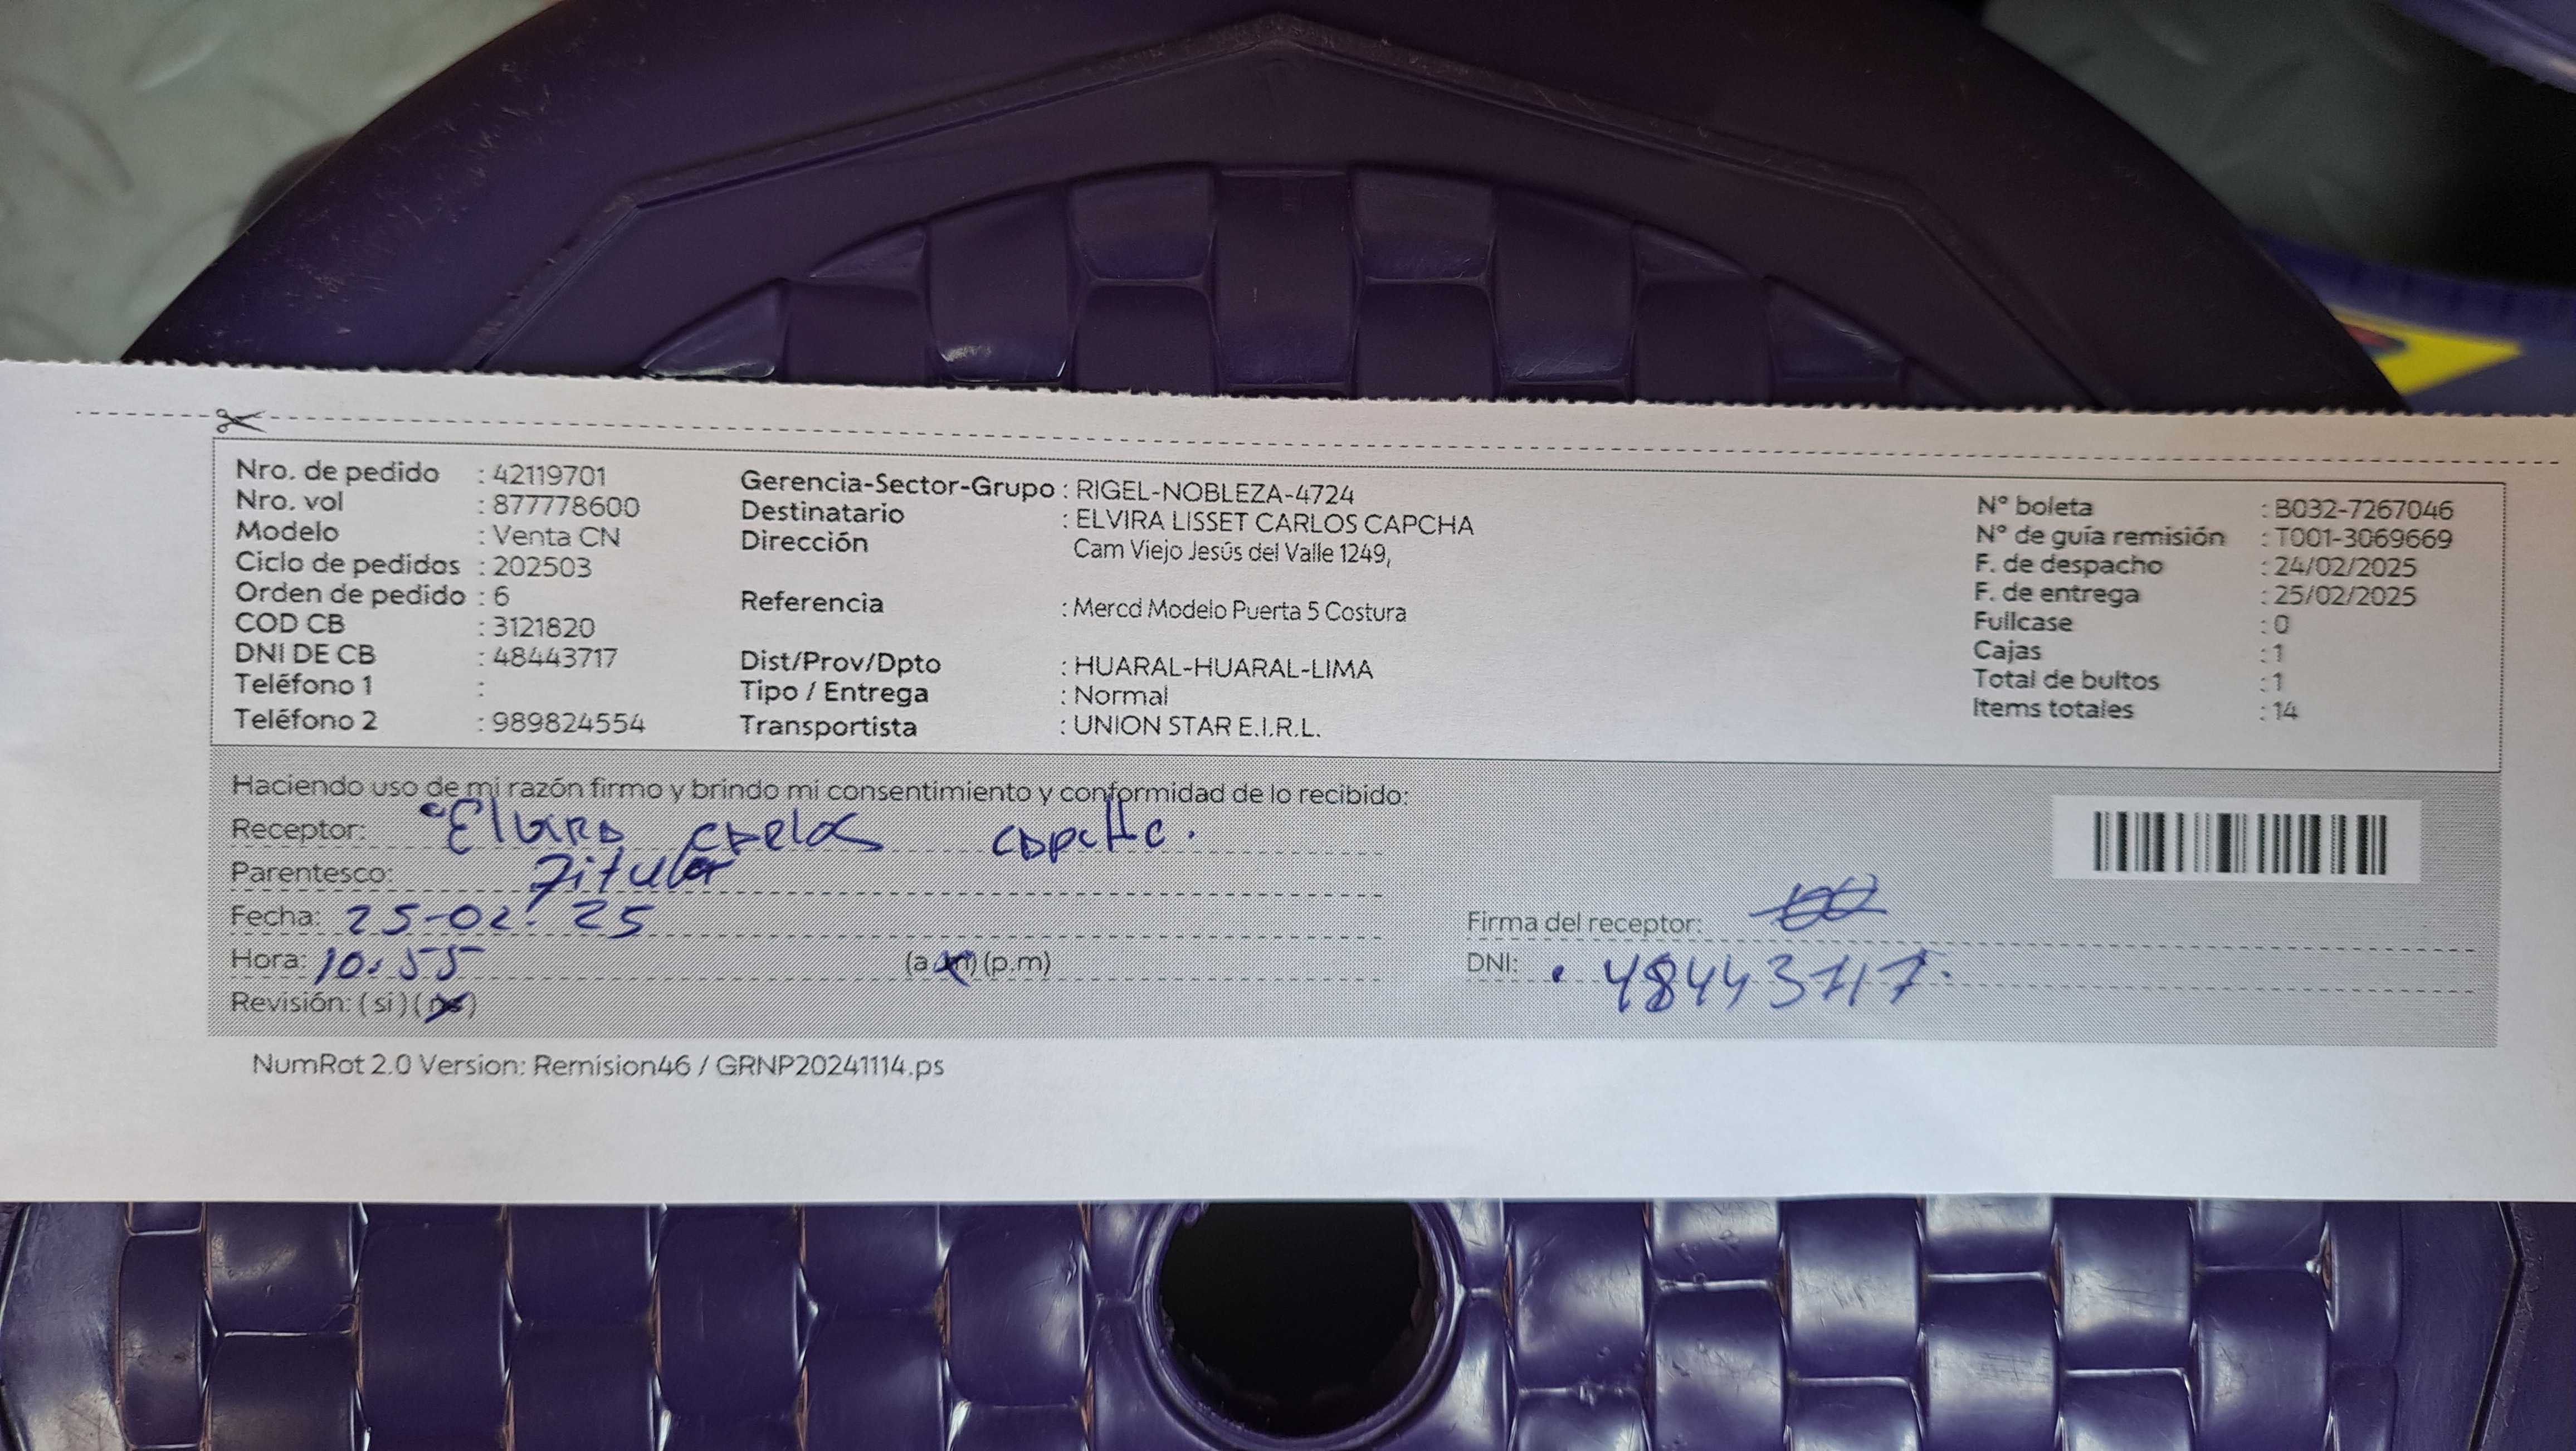 Nro. de pedido : 42119701
Nro. vol : 877778600
Modelo : Venta CN
Ciclo de pedidos : 202503
Orden de pedido : 6
COD CB : 3121820
DNI DE CB : 48443717
Teléfono 1 :
Teléfono 2 : 989824554
Gerencia-Sector-Grupo : RIGEL-NOBLEZA-4724
Destinatario : ELVIRA LISSET CARLOS CAPCHA
Dirección Cam Viejo Jesús del Valle 1249,
Referencia : Mercd Modelo Puerta 5 Costura
Dist/Prov/Dpto : HUARAL-HUARAL-LIMA
Tipo / Entrega : Normal
Transportista : UNION STAR E.I.R.L.
N° boleta : B032-7267046
N° de guía remisión : T001-3069669
F. de despacho : 24/02/2025
F. de entrega : 25/02/2025
Fullcase : 0
Cajas : 1
Total de bultos : 1
Items totales : 14
Haciendo uso de mi razón firmo y brindo mi consentimiento y conformidad de lo recibido:
Receptor: Elvira Carlos Capcha.
Parentesco: Titular
Fecha: 25-02-25
Hora: 10:55 (a.m) (p.m)
Revisión: (si) (no)
Firma del receptor:
DNI: 48443717.
NumRot 2.0 Version: Remision46 / GRNP20241114.ps